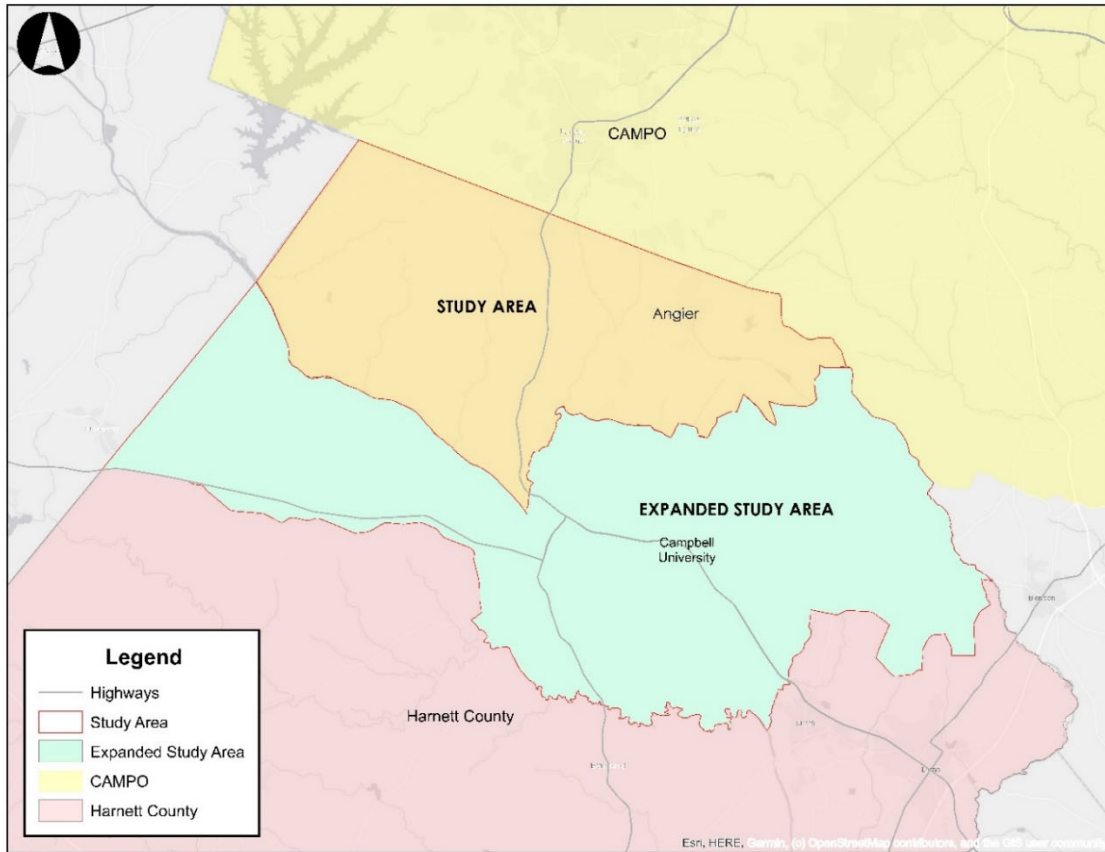 CAMPO
STUDY AREA
Angier
EXPANDED STUDY AREA
Campbell
University
Harnett County
Legend
Highways
Study Area
Expanded Study Area
CAMPO
Harnett County
Esri, HERE, Garmin, (c) OpenStreetMap contributors, and the GIS user community